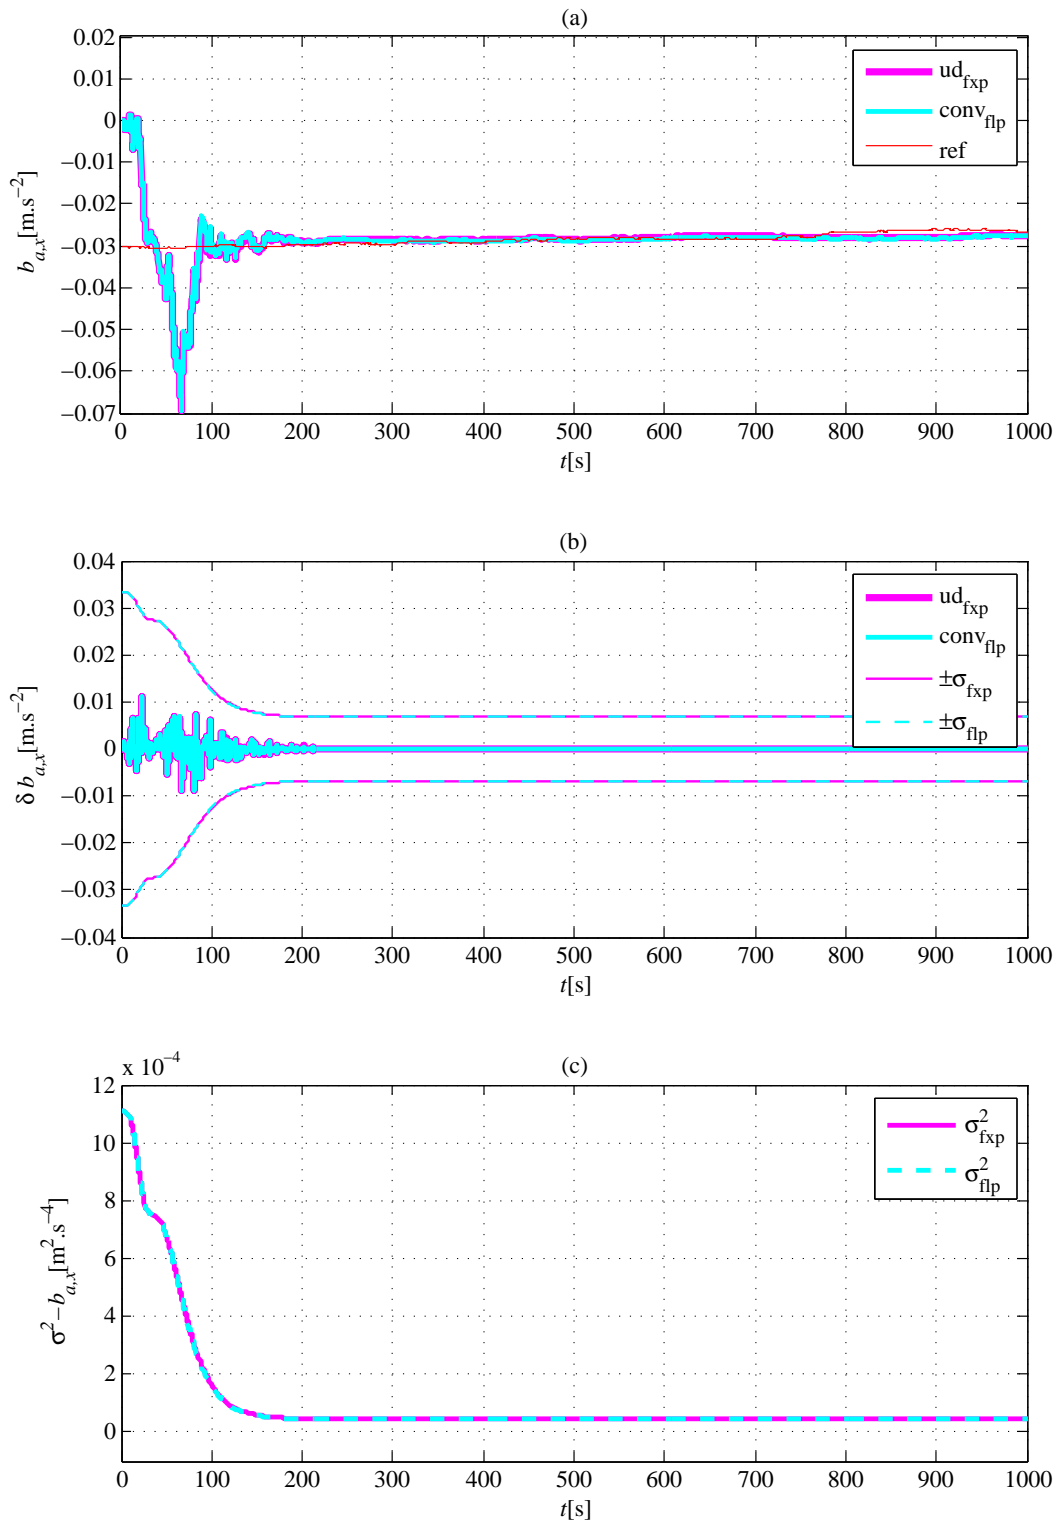 (a)
0.02
0.01
0
−0.01
−0.02
−0.03
−0.04
−0.05
−0.06
−0.07
b_{a,x}[m.s^{−2}]
ud_{fxp}
conv_{flp}
ref
0 100 200 300 400 500 600 700 800 900 1000
t[s]
(b)
0.04
0.03
0.02
0.01
0
−0.01
−0.02
−0.03
−0.04
δ b_{a,x}[m.s^{−2}]
ud_{fxp}
conv_{flp}
±σ_{fxp}
±σ_{flp}
0 100 200 300 400 500 600 700 800 900 1000
t[s]
(c)
x 10^{−4}
12
10
8
6
4
2
0
σ^{2}−b_{a,x}[m^{2}.s^{−4}]
σ^{2}_{fxp}
σ^{2}_{flp}
0 100 200 300 400 500 600 700 800 900 1000
t[s]